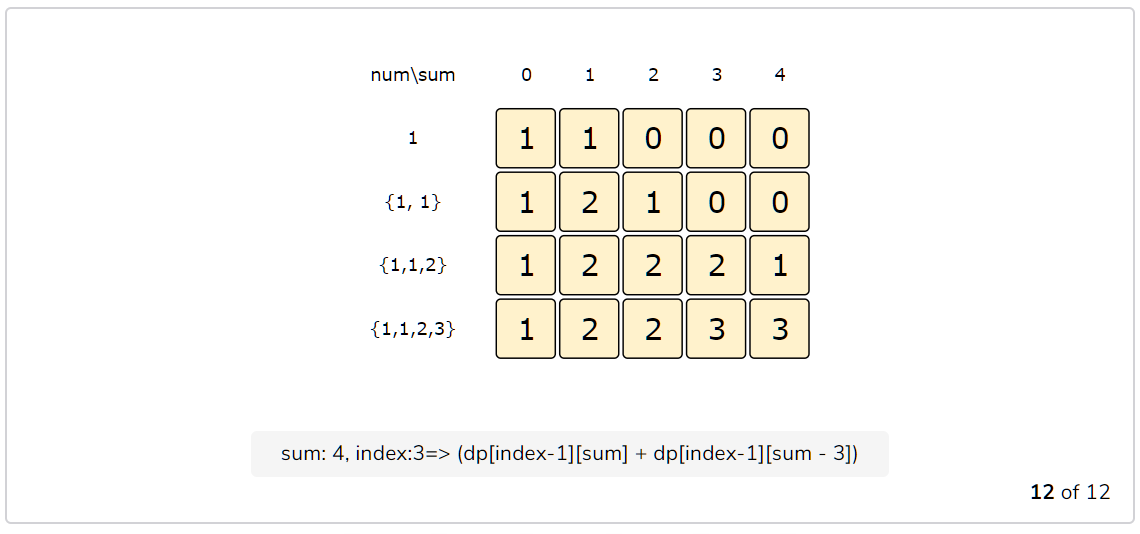 num\sum 0 1 2 3 4
1 1 1 0 0 0
{1, 1} 1 2 1 0 0
{1,1,2} 1 2 2 2 1
{1,1,2,3} 1 2 2 3 3
sum: 4, index:3=> (dp[index-1][sum] + dp[index-1][sum - 3])
12 of 12